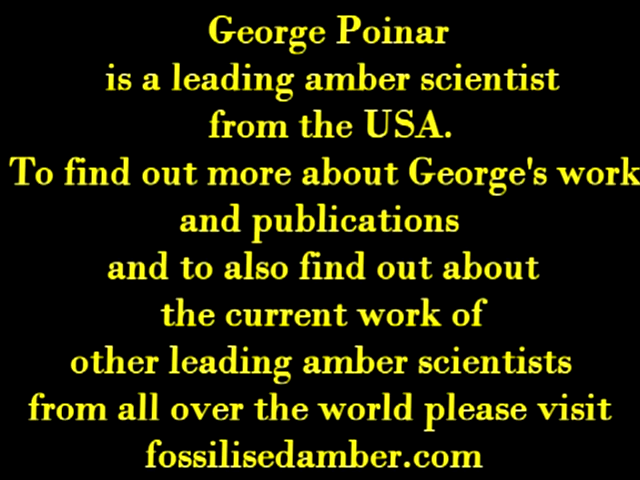 George Poinar
is a leading amber scientist
from the USA.
To find out more about George's work
and publications
and to also find out about
the current work of
other leading amber scientists
from all over the world please visit
fossilisedamber.com